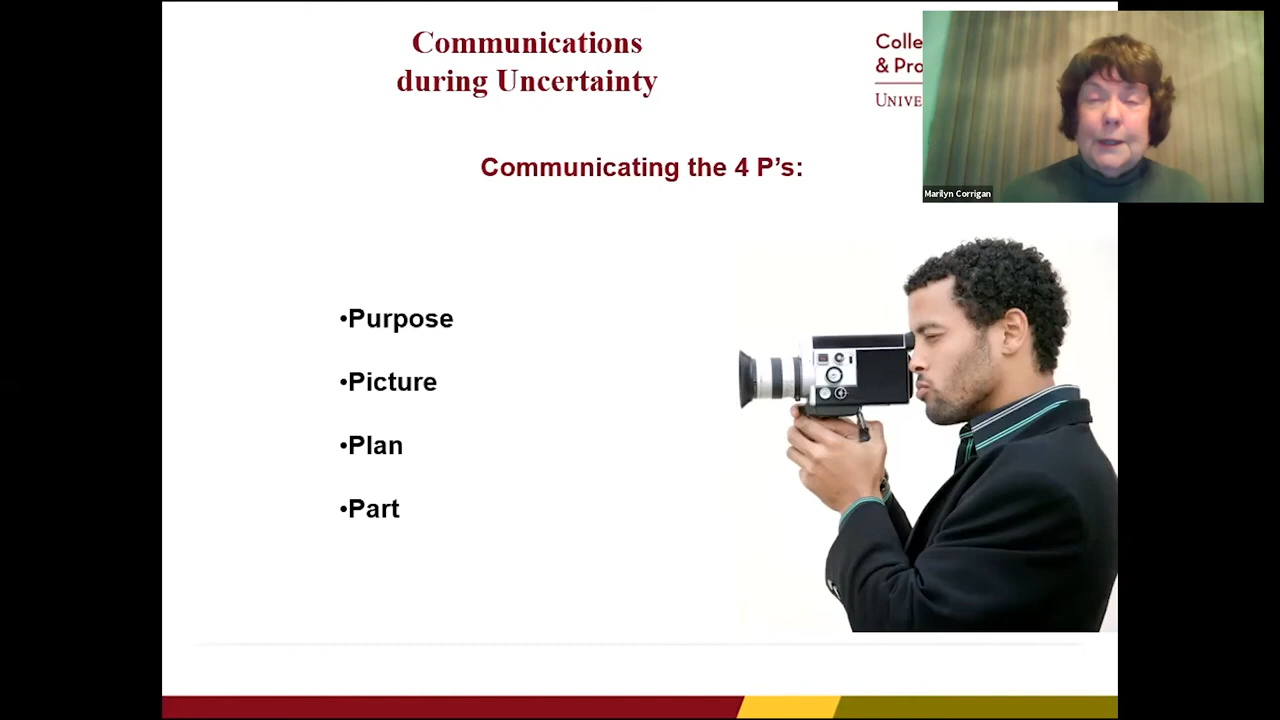 Communications
during Uncertainty
Colle
& Pro
UNIVE
Marilyn Corrigan
Communicating the 4 P’s:
•Purpose
•Picture
•Plan
•Part